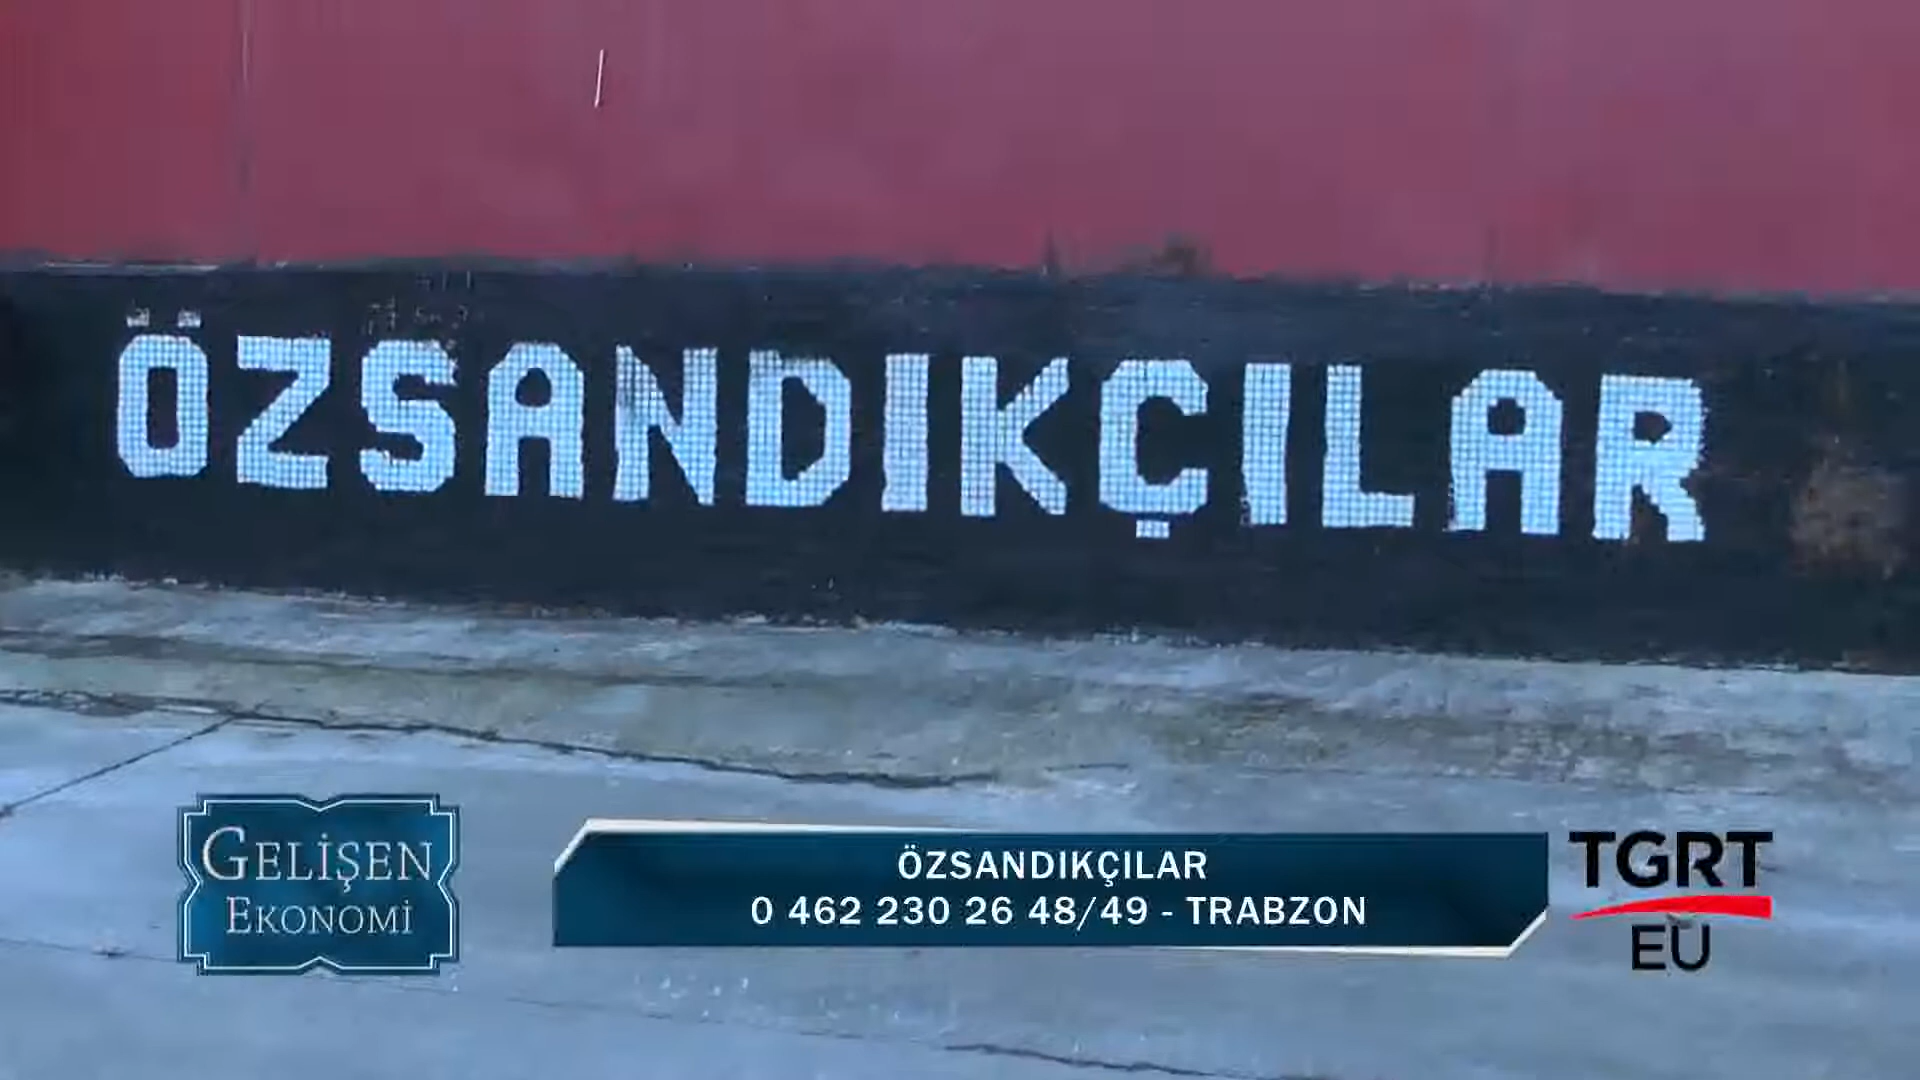 ÖZSANDIKÇILAR
GELİŞEN
EKONOMİ
ÖZSANDIKÇILAR
0 462 230 26 48/49 - TRABZON
TGRT
EU